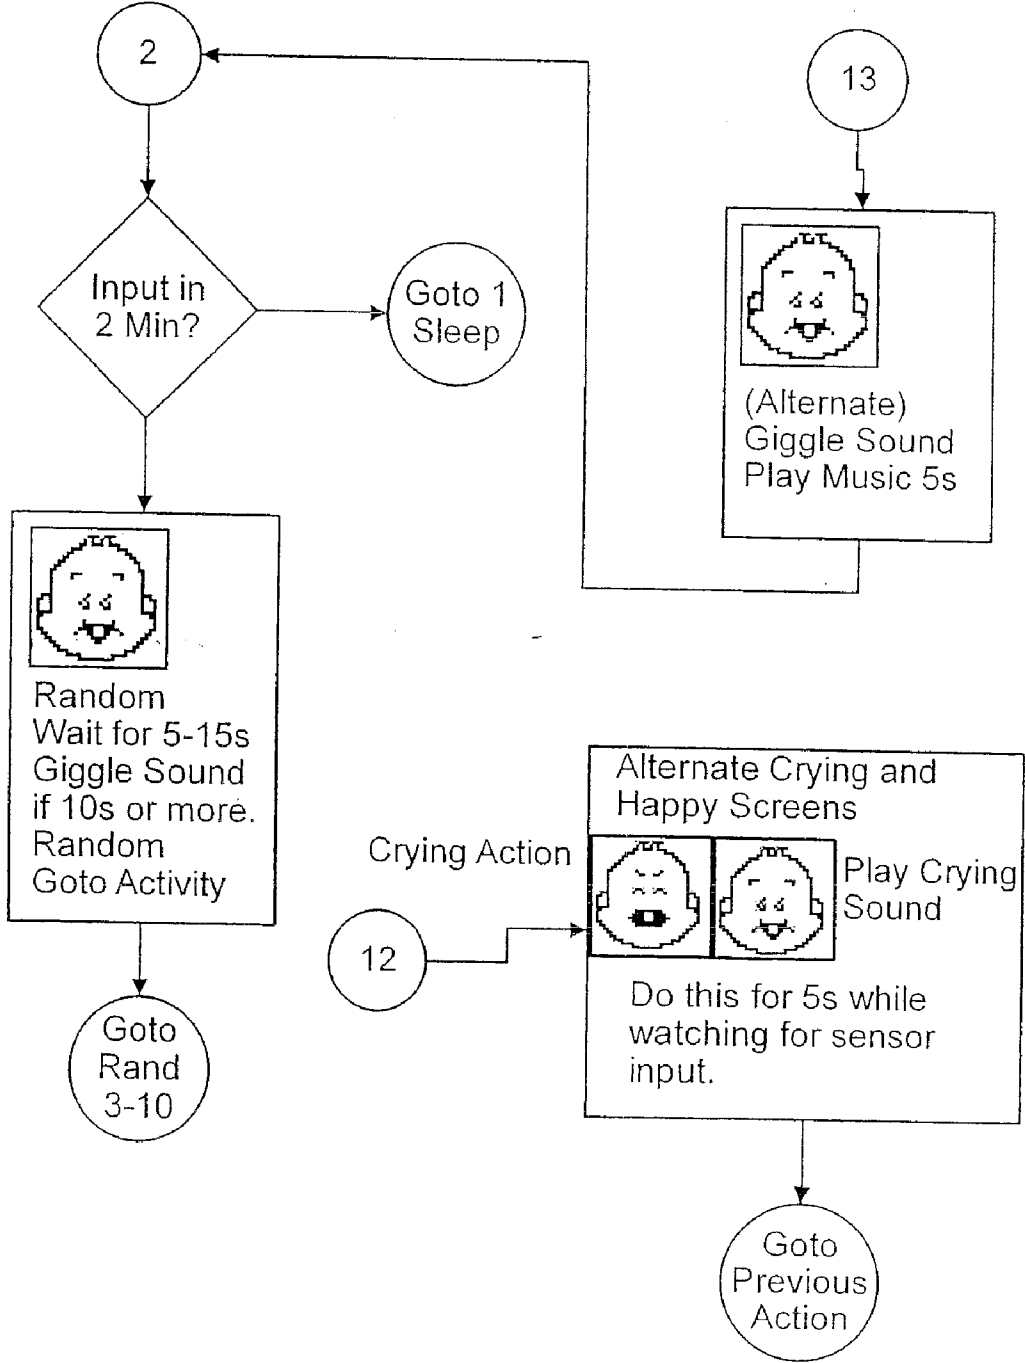 2
Input in
2 Min?
Goto 1
Sleep
Random
Wait for 5-15s
Giggle Sound
if 10s or more.
Random
Goto Activity
Goto
Rand
3-10
13
(Alternate)
Giggle Sound
Play Music 5s
Crying Action
12
Alternate Crying and
Happy Screens
Play Crying
Sound
Do this for 5s while
watching for sensor
input.
Goto
Previous
Action